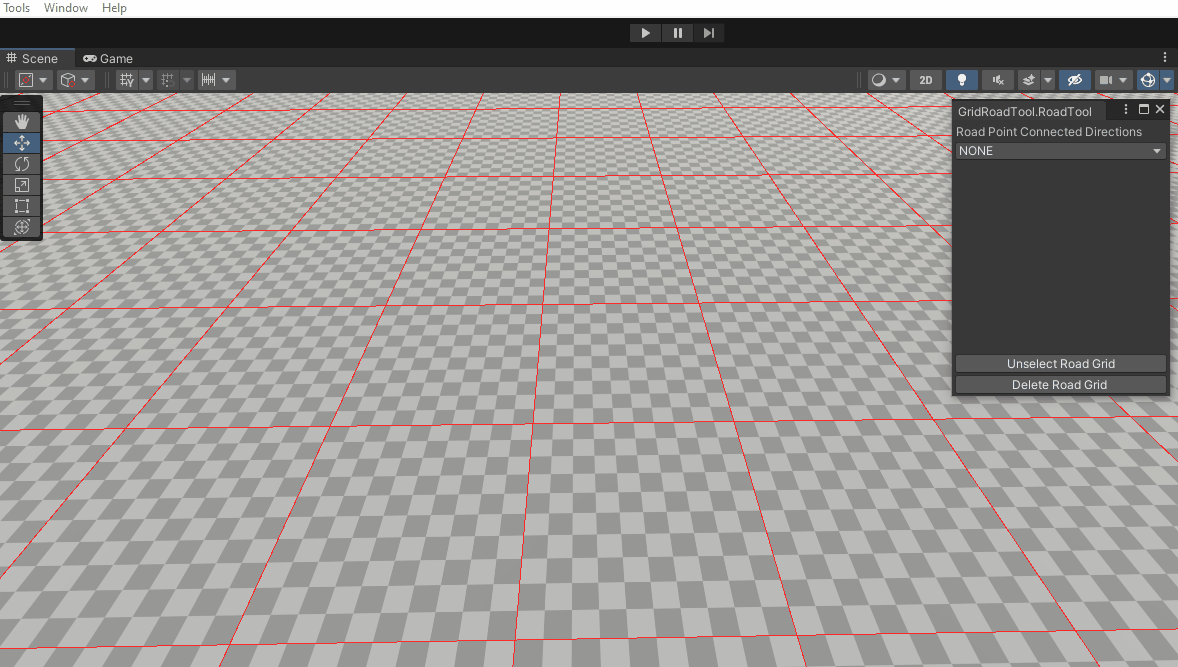 Tools Window Help
Scene Game
2D
GridRoadTool.RoadTool
Road Point Connected Directions
NONE
Unselect Road Grid
Delete Road Grid